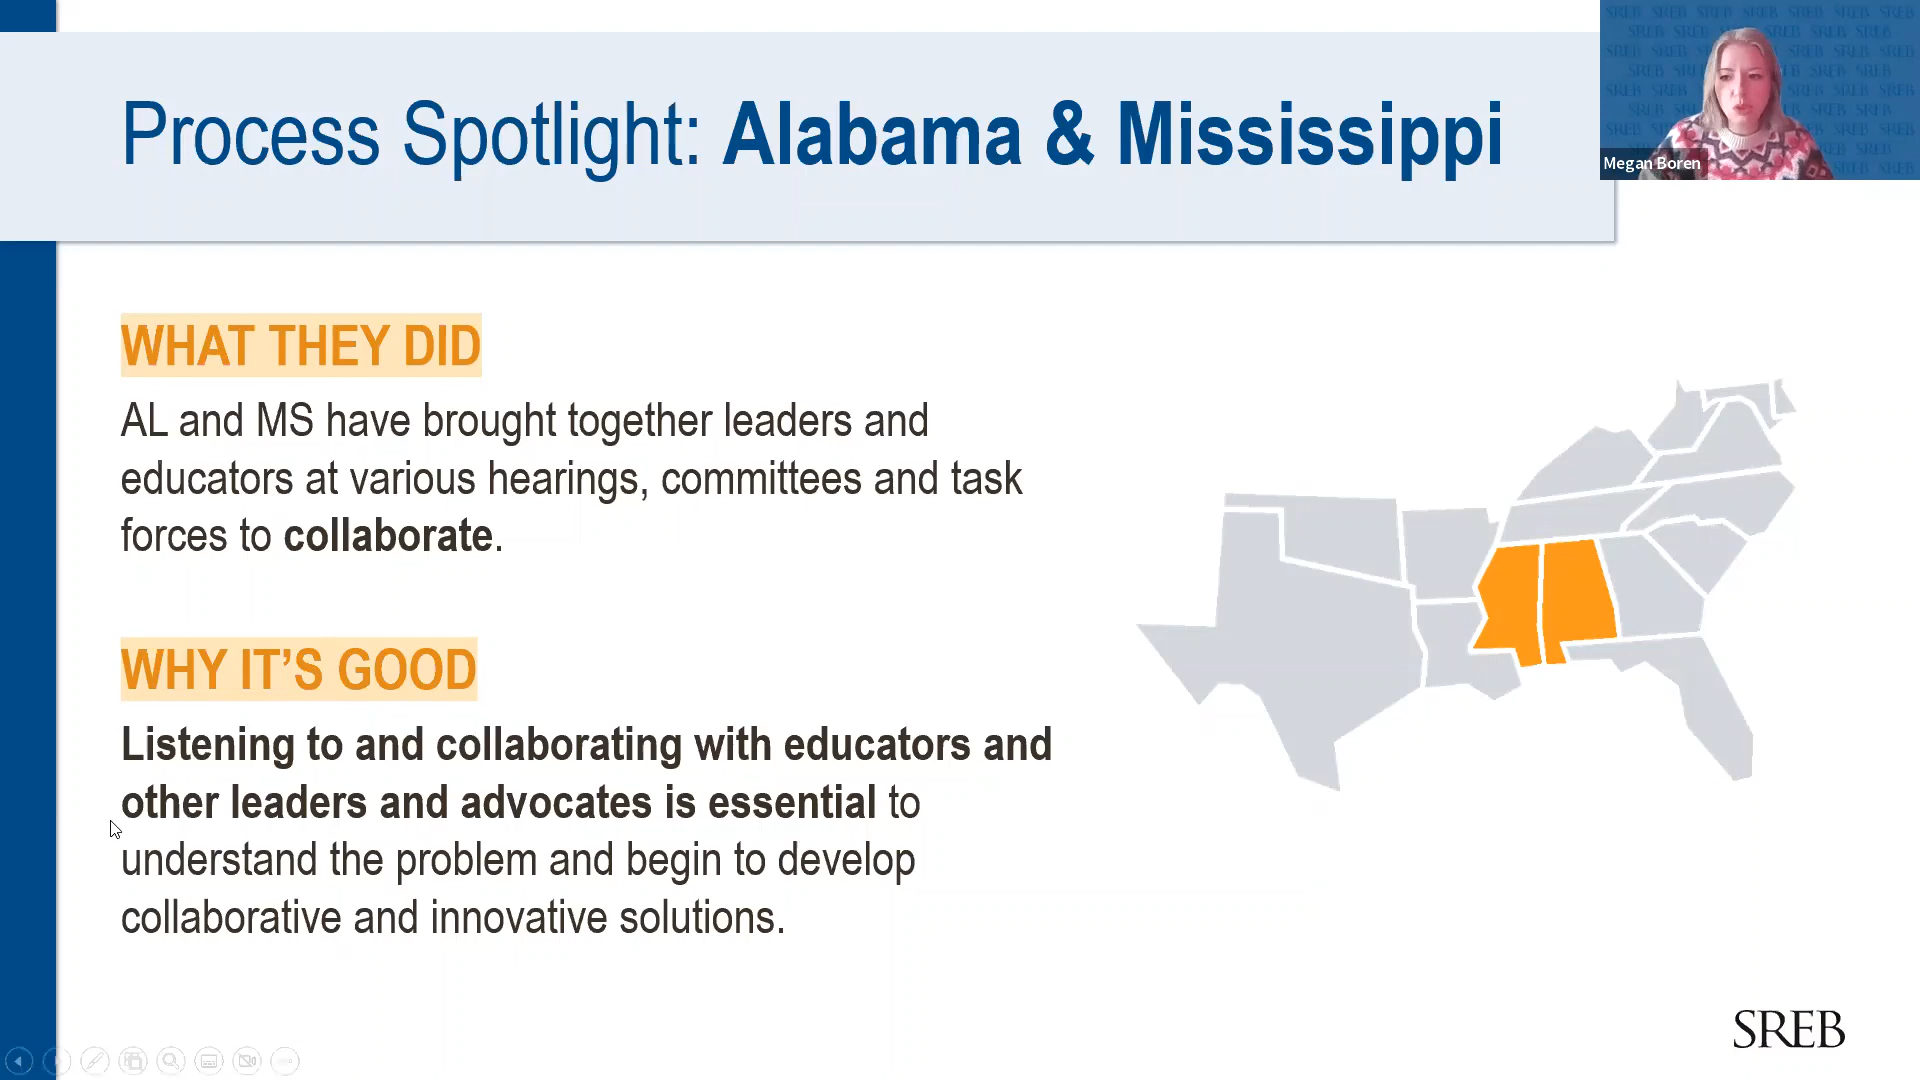 Process Spotlight: Alabama & Mississippi
Megan Boren
WHAT THEY DID
AL and MS have brought together leaders and
educators at various hearings, committees and task
forces to collaborate.
WHY IT’S GOOD
Listening to and collaborating with educators and
other leaders and advocates is essential to
understand the problem and begin to develop
collaborative and innovative solutions.
SREB